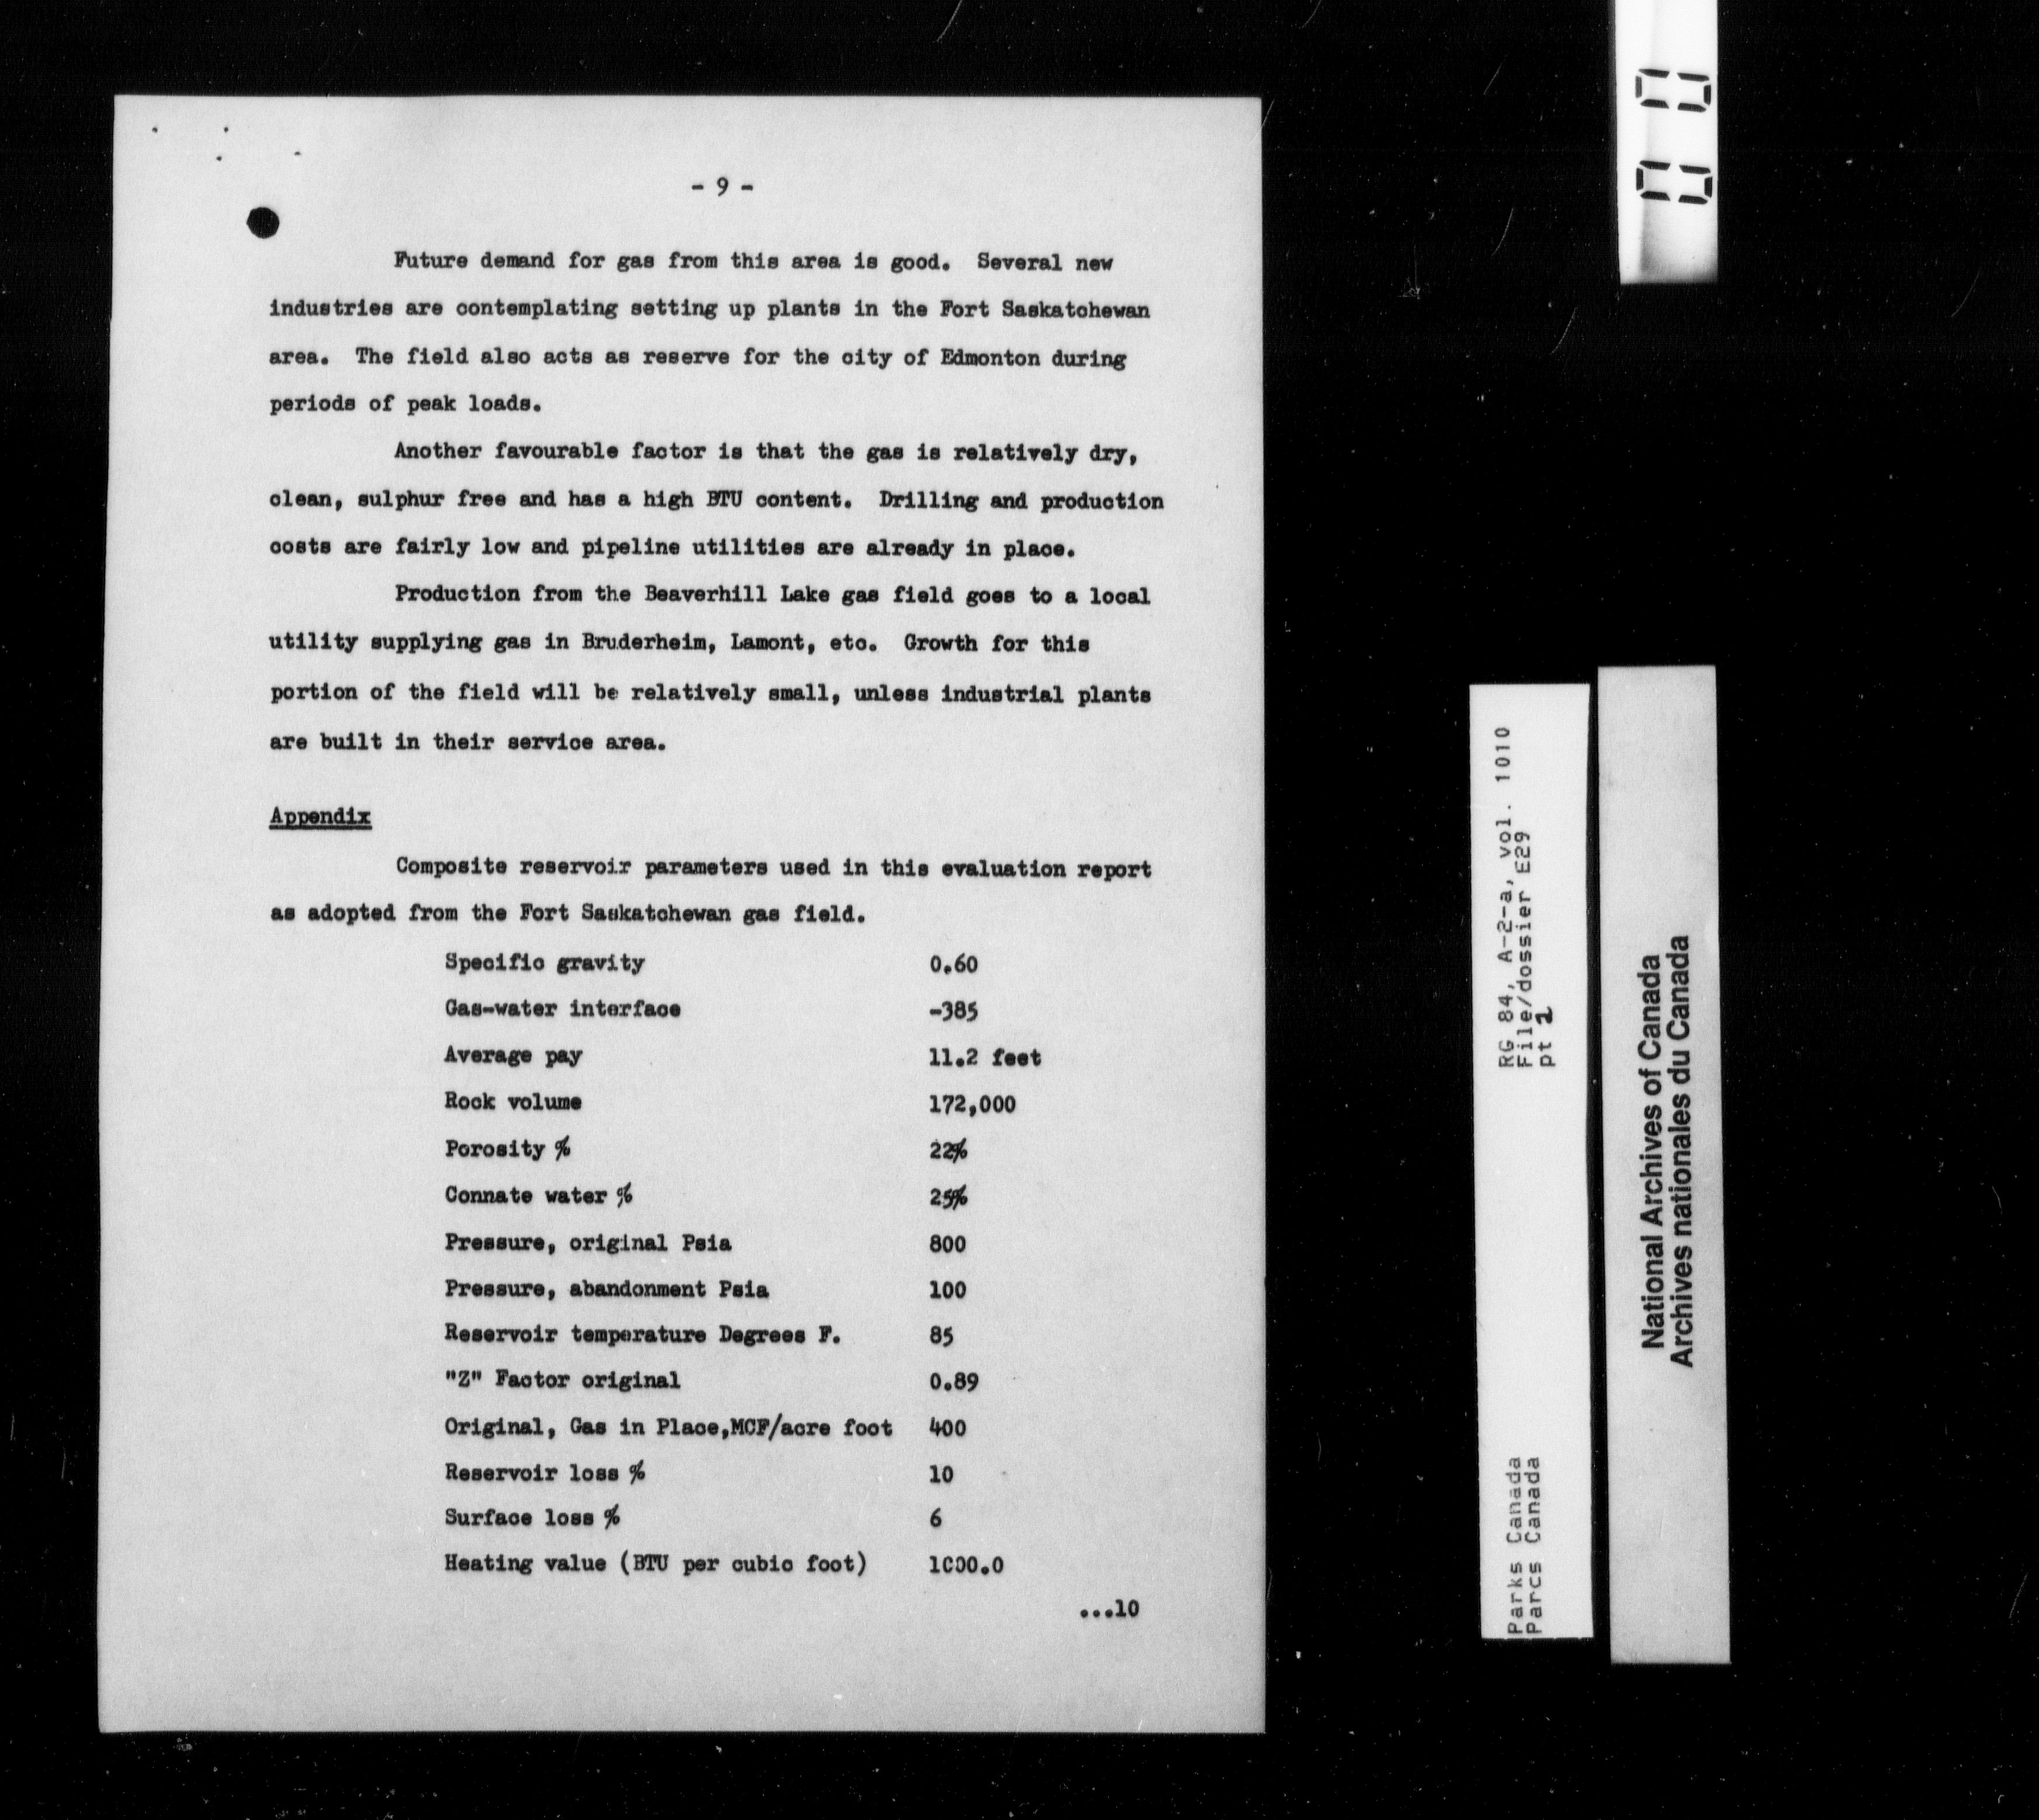 - 9 -
Future demand for gas from this area is good. Several new
industries are contemplating setting up plants in the Fort Saskatchewan
area. The field also acts as reserve for the city of Edmonton during
periods of peak loads.
Another favourable factor is that the gas is relatively dry,
clean, sulphur free and has a high BTU content. Drilling and production
costs are fairly low and pipeline utilities are already in place.
Production from the Beaverhill Lake gas field goes to a local
utility supplying gas in Bruderheim, Lamont, etc. Growth for this
portion of the field will be relatively small, unless industrial plants
are built in their service area.
Appendix
Composite reservoir parameters used in this evaluation report
as adopted from the Fort Saskatchewan gas field.
Specific gravity 0.60
Gas-water interface -385
Average pay 11.2 feet
Rock volume 172,000
Porosity % 22%
Connate water % 25%
Pressure, original Psia 800
Pressure, abandonment Psia 100
Reservoir temperature Degrees F. 85
"Z" Factor original 0.89
Original, Gas in Place,MCF/acre foot 400
Reservoir loss % 10
Surface loss % 6
Heating value (BTU per cubic foot) 1000.0
...10
00
RG 84, A-2-a, vol. 1010
File/dossier E29
pt 1
Parks Canada
Parcs Canada
National Archives of Canada
Archives nationales du Canada